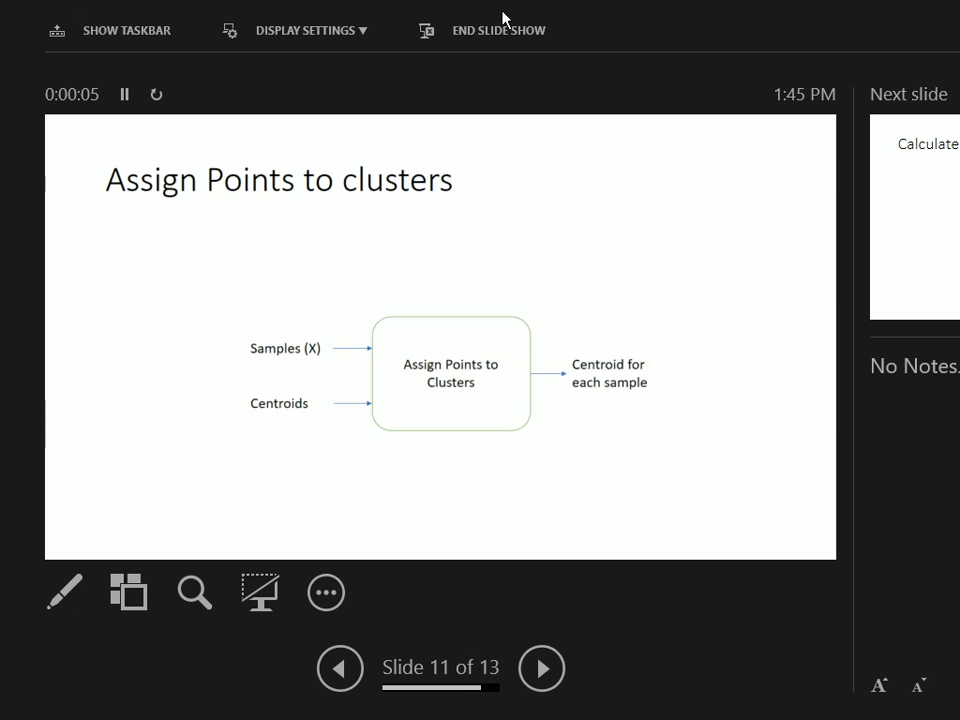 SHOW TASKBAR
DISPLAY SETTINGS ▼
END SLIDE SHOW
0:00:05
1:45 PM
Next slide
Assign Points to clusters
Samples (X)
Centroids
Assign Points to
Clusters
Centroid for
each sample
Calculate
No Notes.
Slide 11 of 13
A
A